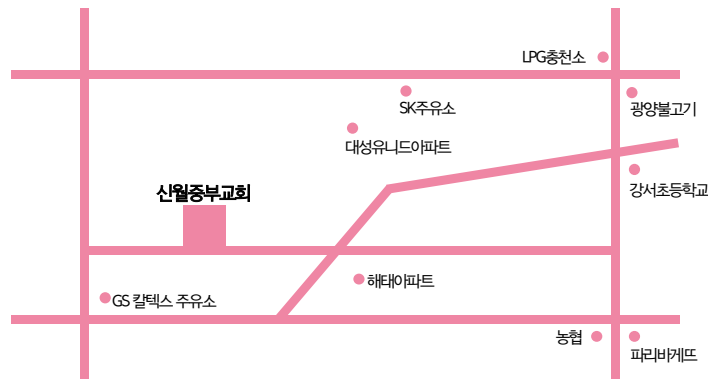 LPG충천소
SK주유소
광양불고기
대성유니드아파트
강서초등학교
신월중부교회
해태아파트
GS 칼텍스 주유소
농협
파리바게뜨